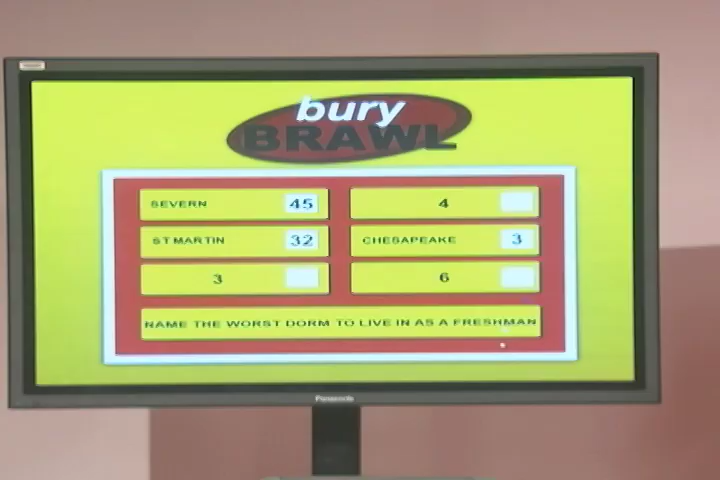 bury
BRAWL
SEVERN 45
4
ST MARTIN 32
CHESAPEAKE 3
3
6
NAME THE WORST DORM TO LIVE IN AS A FRESHMAN
Panasonic